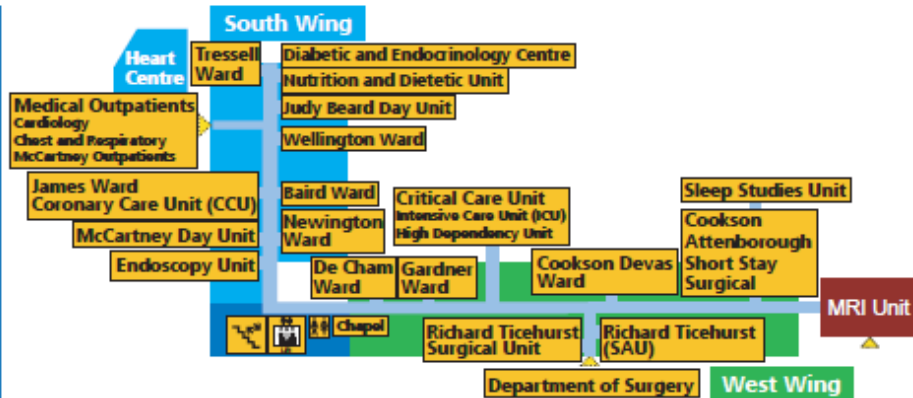 South Wing
Heart
Centre
Tressell
Ward
Diabetic and Endocrinology Centre
Nutrition and Dietetic Unit
Judy Beard Day Unit
Wellington Ward
Medical Outpatients
Cardiology
Chest and Respiratory
McCartney Outpatients
James Ward
Coronary Care Unit (CCU)
McCartney Day Unit
Endoscopy Unit
Baird Ward
Newington
Ward
Critical Care Unit
Intensive Care Unit (ICU)
High Dependency Unit
De Cham
Ward
Gardner
Ward
Cookson Devas
Ward
Sleep Studies Unit
Cookson
Attenborough
Short Stay
Surgical
MRI Unit
Chapel
Richard Ticehurst
Surgical Unit
Richard Ticehurst
(SAU)
Department of Surgery
West Wing